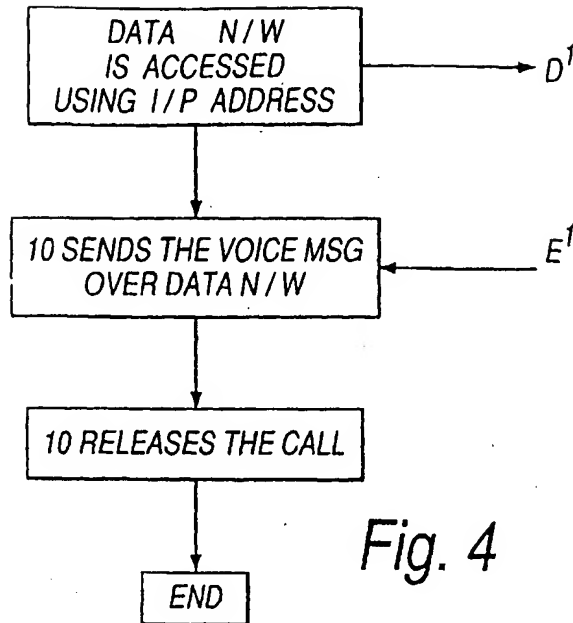 DATA N/W
IS ACCESSED
USING I/P ADDRESS
D¹
10 SENDS THE VOICE MSG
OVER DATA N/W
E¹
10 RELEASES THE CALL
Fig. 4
END